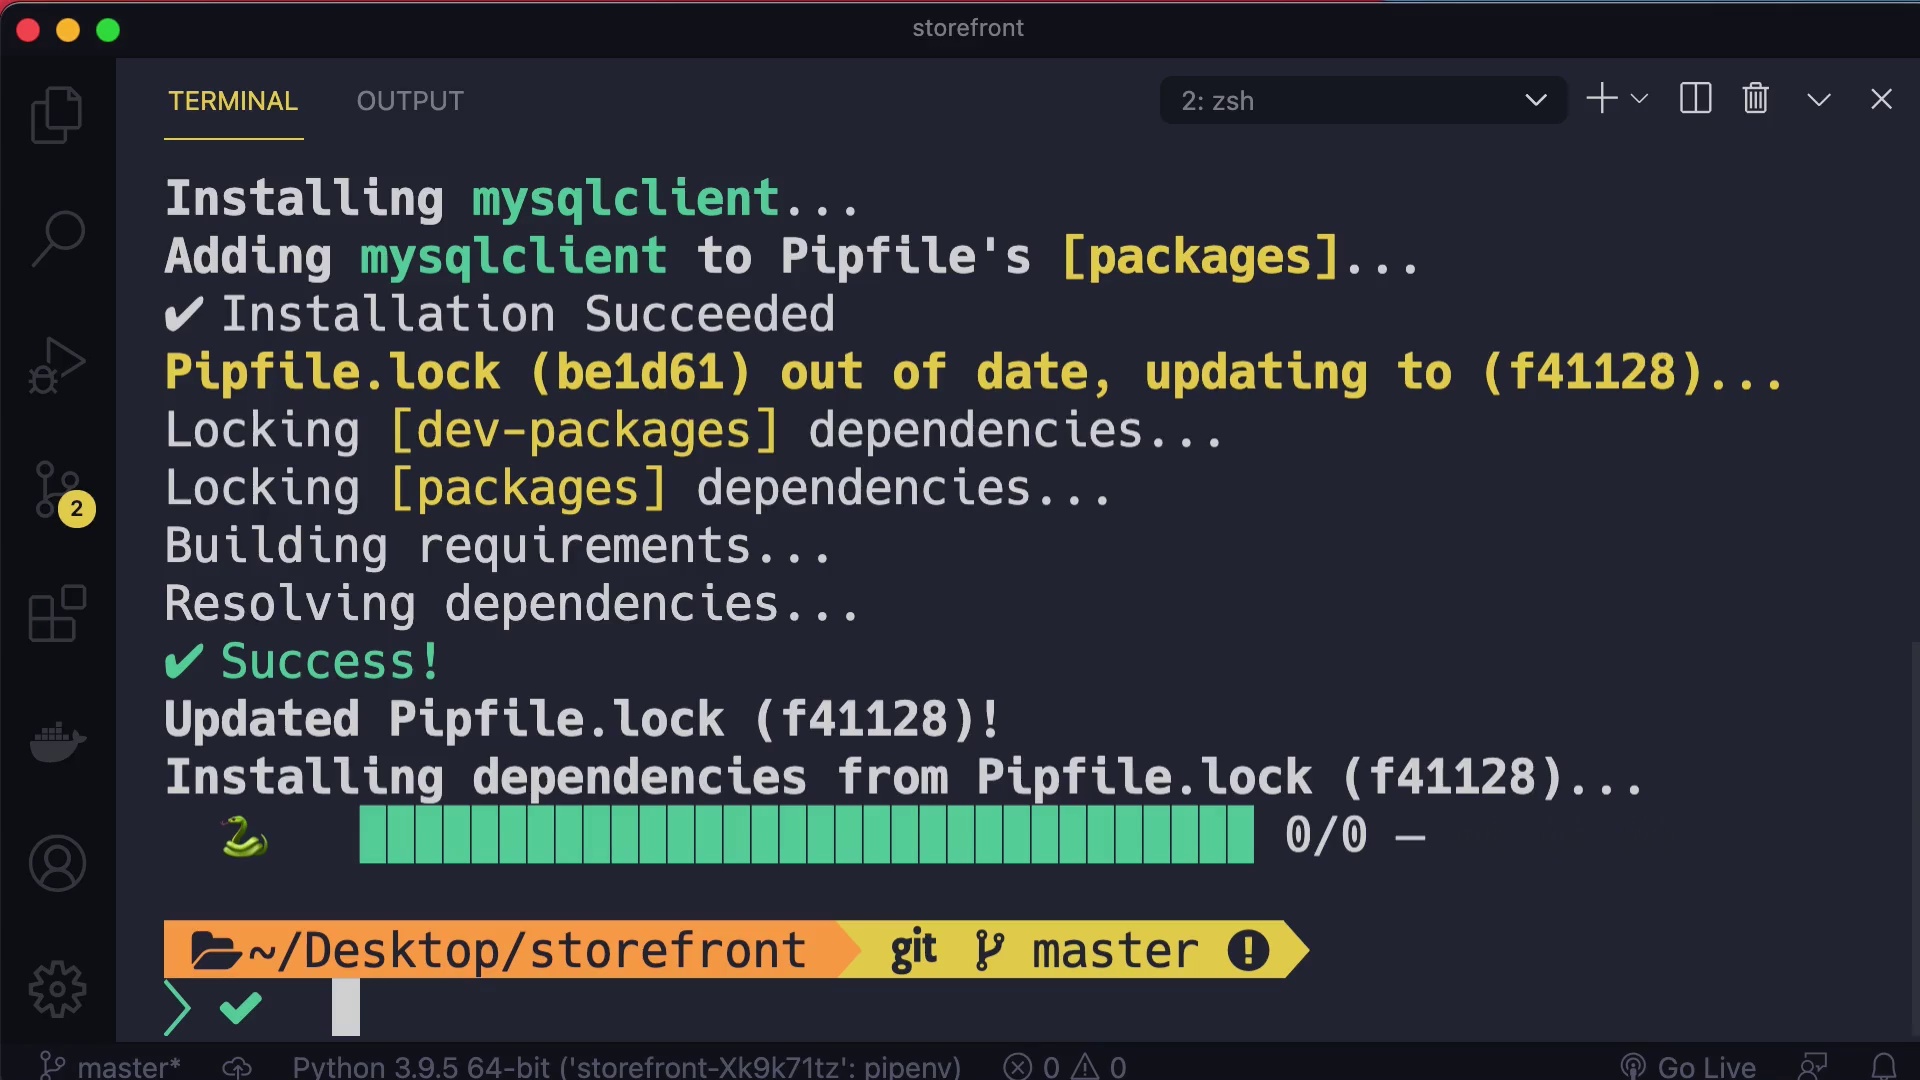 storefront
TERMINAL OUTPUT 2: zsh
Installing mysqlclient...
Adding mysqlclient to Pipfile's [packages]...
✔ Installation Succeeded
Pipfile.lock (be1d61) out of date, updating to (f41128)...
Locking [dev-packages] dependencies...
Locking [packages] dependencies...
Building requirements...
Resolving dependencies...
✔ Success!
Updated Pipfile.lock (f41128)!
Installing dependencies from Pipfile.lock (f41128)...
0/0 —
~/Desktop/storefront git master
2
master* Python 3.9.5 64-bit ('storefront-Xk9k71tz': pipenv) 0 0 Go Live